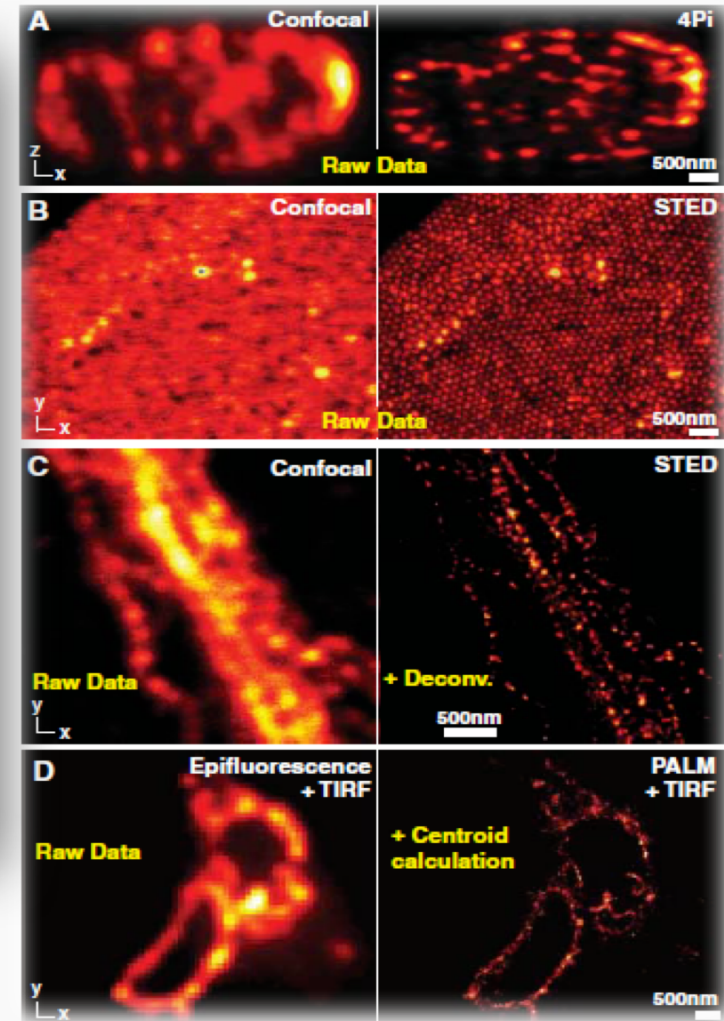 A
Confocal
4Pi
z
x
Raw Data
500nm
B
Confocal
STED
y
x
Raw Data
500nm
C
Confocal
STED
Raw Data
+ Deconv.
y
x
500nm
D
Epifluorescence
+ TIRF
PALM
+ TIRF
Raw Data
+ Centroid
calculation
y
x
500nm